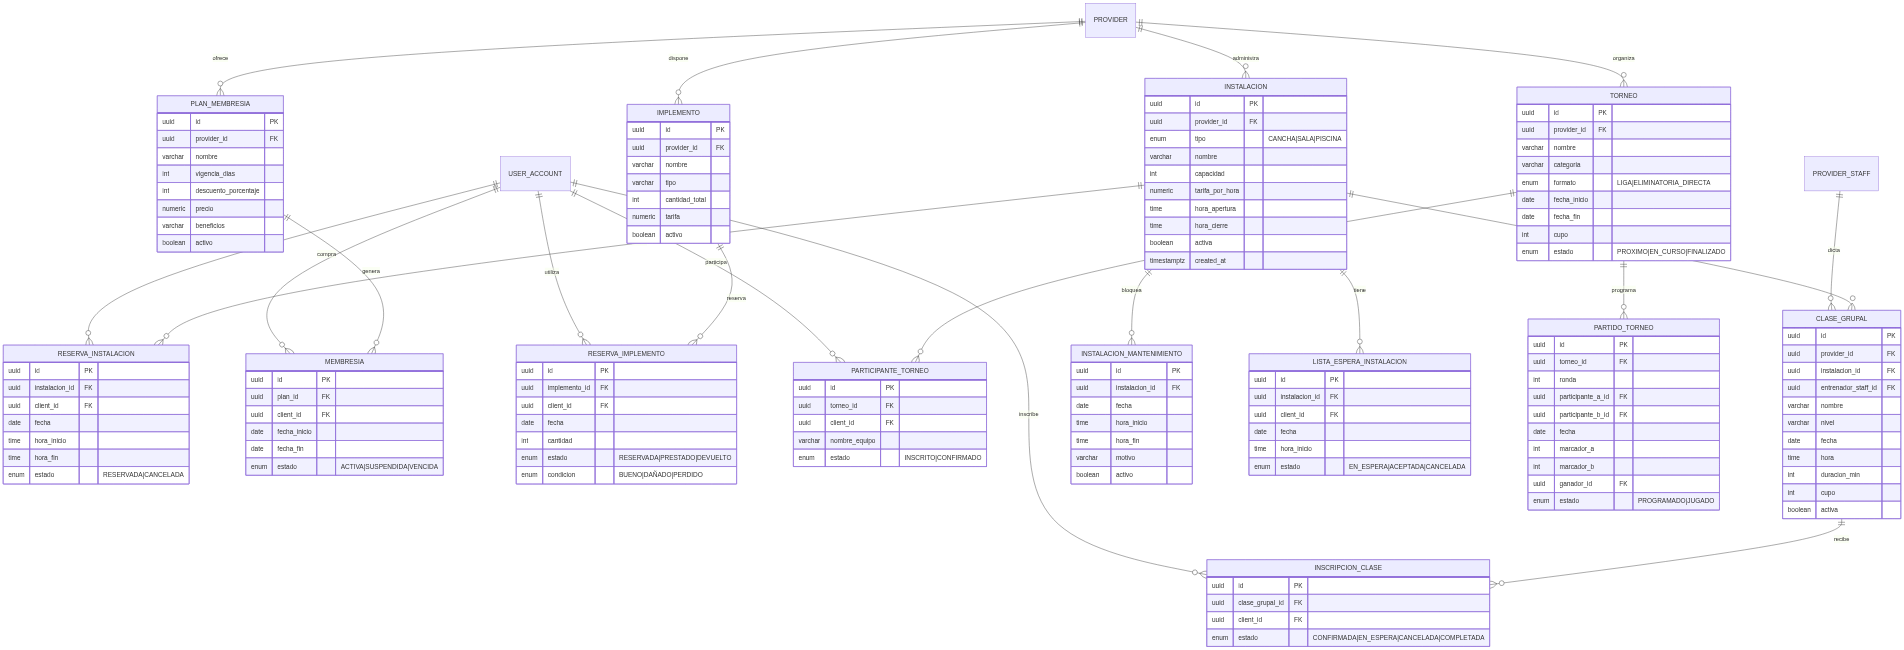 PROVIDER
ofrece
dispone
administra
organiza
PLAN_MEMBRESIA
uuid id PK
uuid provider_id FK
varchar nombre
int vigencia_dias
int descuento_porcentaje
numeric precio
varchar beneficios
boolean activo
IMPLEMENTO
uuid id PK
uuid provider_id FK
varchar nombre
varchar tipo
int cantidad_total
numeric tarifa
boolean activo
INSTALACION
uuid id PK
uuid provider_id FK
enum tipo CANCHA|SALA|PISCINA
varchar nombre
int capacidad
numeric tarifa_por_hora
time hora_apertura
time hora_cierre
boolean activa
timestamptz created_at
TORNEO
uuid id PK
uuid provider_id FK
varchar nombre
varchar categoria
enum formato LIGA|ELIMINATORIA_DIRECTA
date fecha_inicio
date fecha_fin
int cupo
enum estado PROXIMO|EN_CURSO|FINALIZADO
USER_ACCOUNT
PROVIDER_STAFF
compra
genera
utiliza
participa
reserva
bloquea
tiene
programa
dicta
RESERVA_INSTALACION
uuid id PK
uuid instalacion_id FK
uuid client_id FK
date fecha
time hora_inicio
time hora_fin
enum estado RESERVADA|CANCELADA
MEMBRESIA
uuid id PK
uuid plan_id FK
uuid client_id FK
date fecha_inicio
date fecha_fin
enum estado ACTIVA|SUSPENDIDA|VENCIDA
RESERVA_IMPLEMENTO
uuid id PK
uuid implemento_id FK
uuid client_id FK
date fecha
int cantidad
enum estado RESERVADA|PRESTADO|DEVUELTO
enum condicion BUENO|DAÑADO|PERDIDO
PARTICIPANTE_TORNEO
uuid id PK
uuid torneo_id FK
uuid client_id FK
varchar nombre_equipo
enum estado INSCRITO|CONFIRMADO
INSTALACION_MANTENIMIENTO
uuid id PK
uuid instalacion_id FK
date fecha
time hora_inicio
time hora_fin
varchar motivo
boolean activo
LISTA_ESPERA_INSTALACION
uuid id PK
uuid instalacion_id FK
uuid client_id FK
date fecha
time hora_inicio
enum estado EN_ESPERA|ACEPTADA|CANCELADA
PARTIDO_TORNEO
uuid id PK
uuid torneo_id FK
int ronda
uuid participante_a_id FK
uuid participante_b_id FK
date fecha
int marcador_a
int marcador_b
uuid ganador_id FK
enum estado PROGRAMADO|JUGADO
CLASE_GRUPAL
uuid id PK
uuid provider_id FK
uuid instalacion_id FK
uuid entrenador_staff_id FK
varchar nombre
varchar nivel
date fecha
time hora
int duracion_min
int cupo
boolean activa
inscribe
recibe
INSCRIPCION_CLASE
uuid id PK
uuid clase_grupal_id FK
uuid client_id FK
enum estado CONFIRMADA|EN_ESPERA|CANCELADA|COMPLETADA